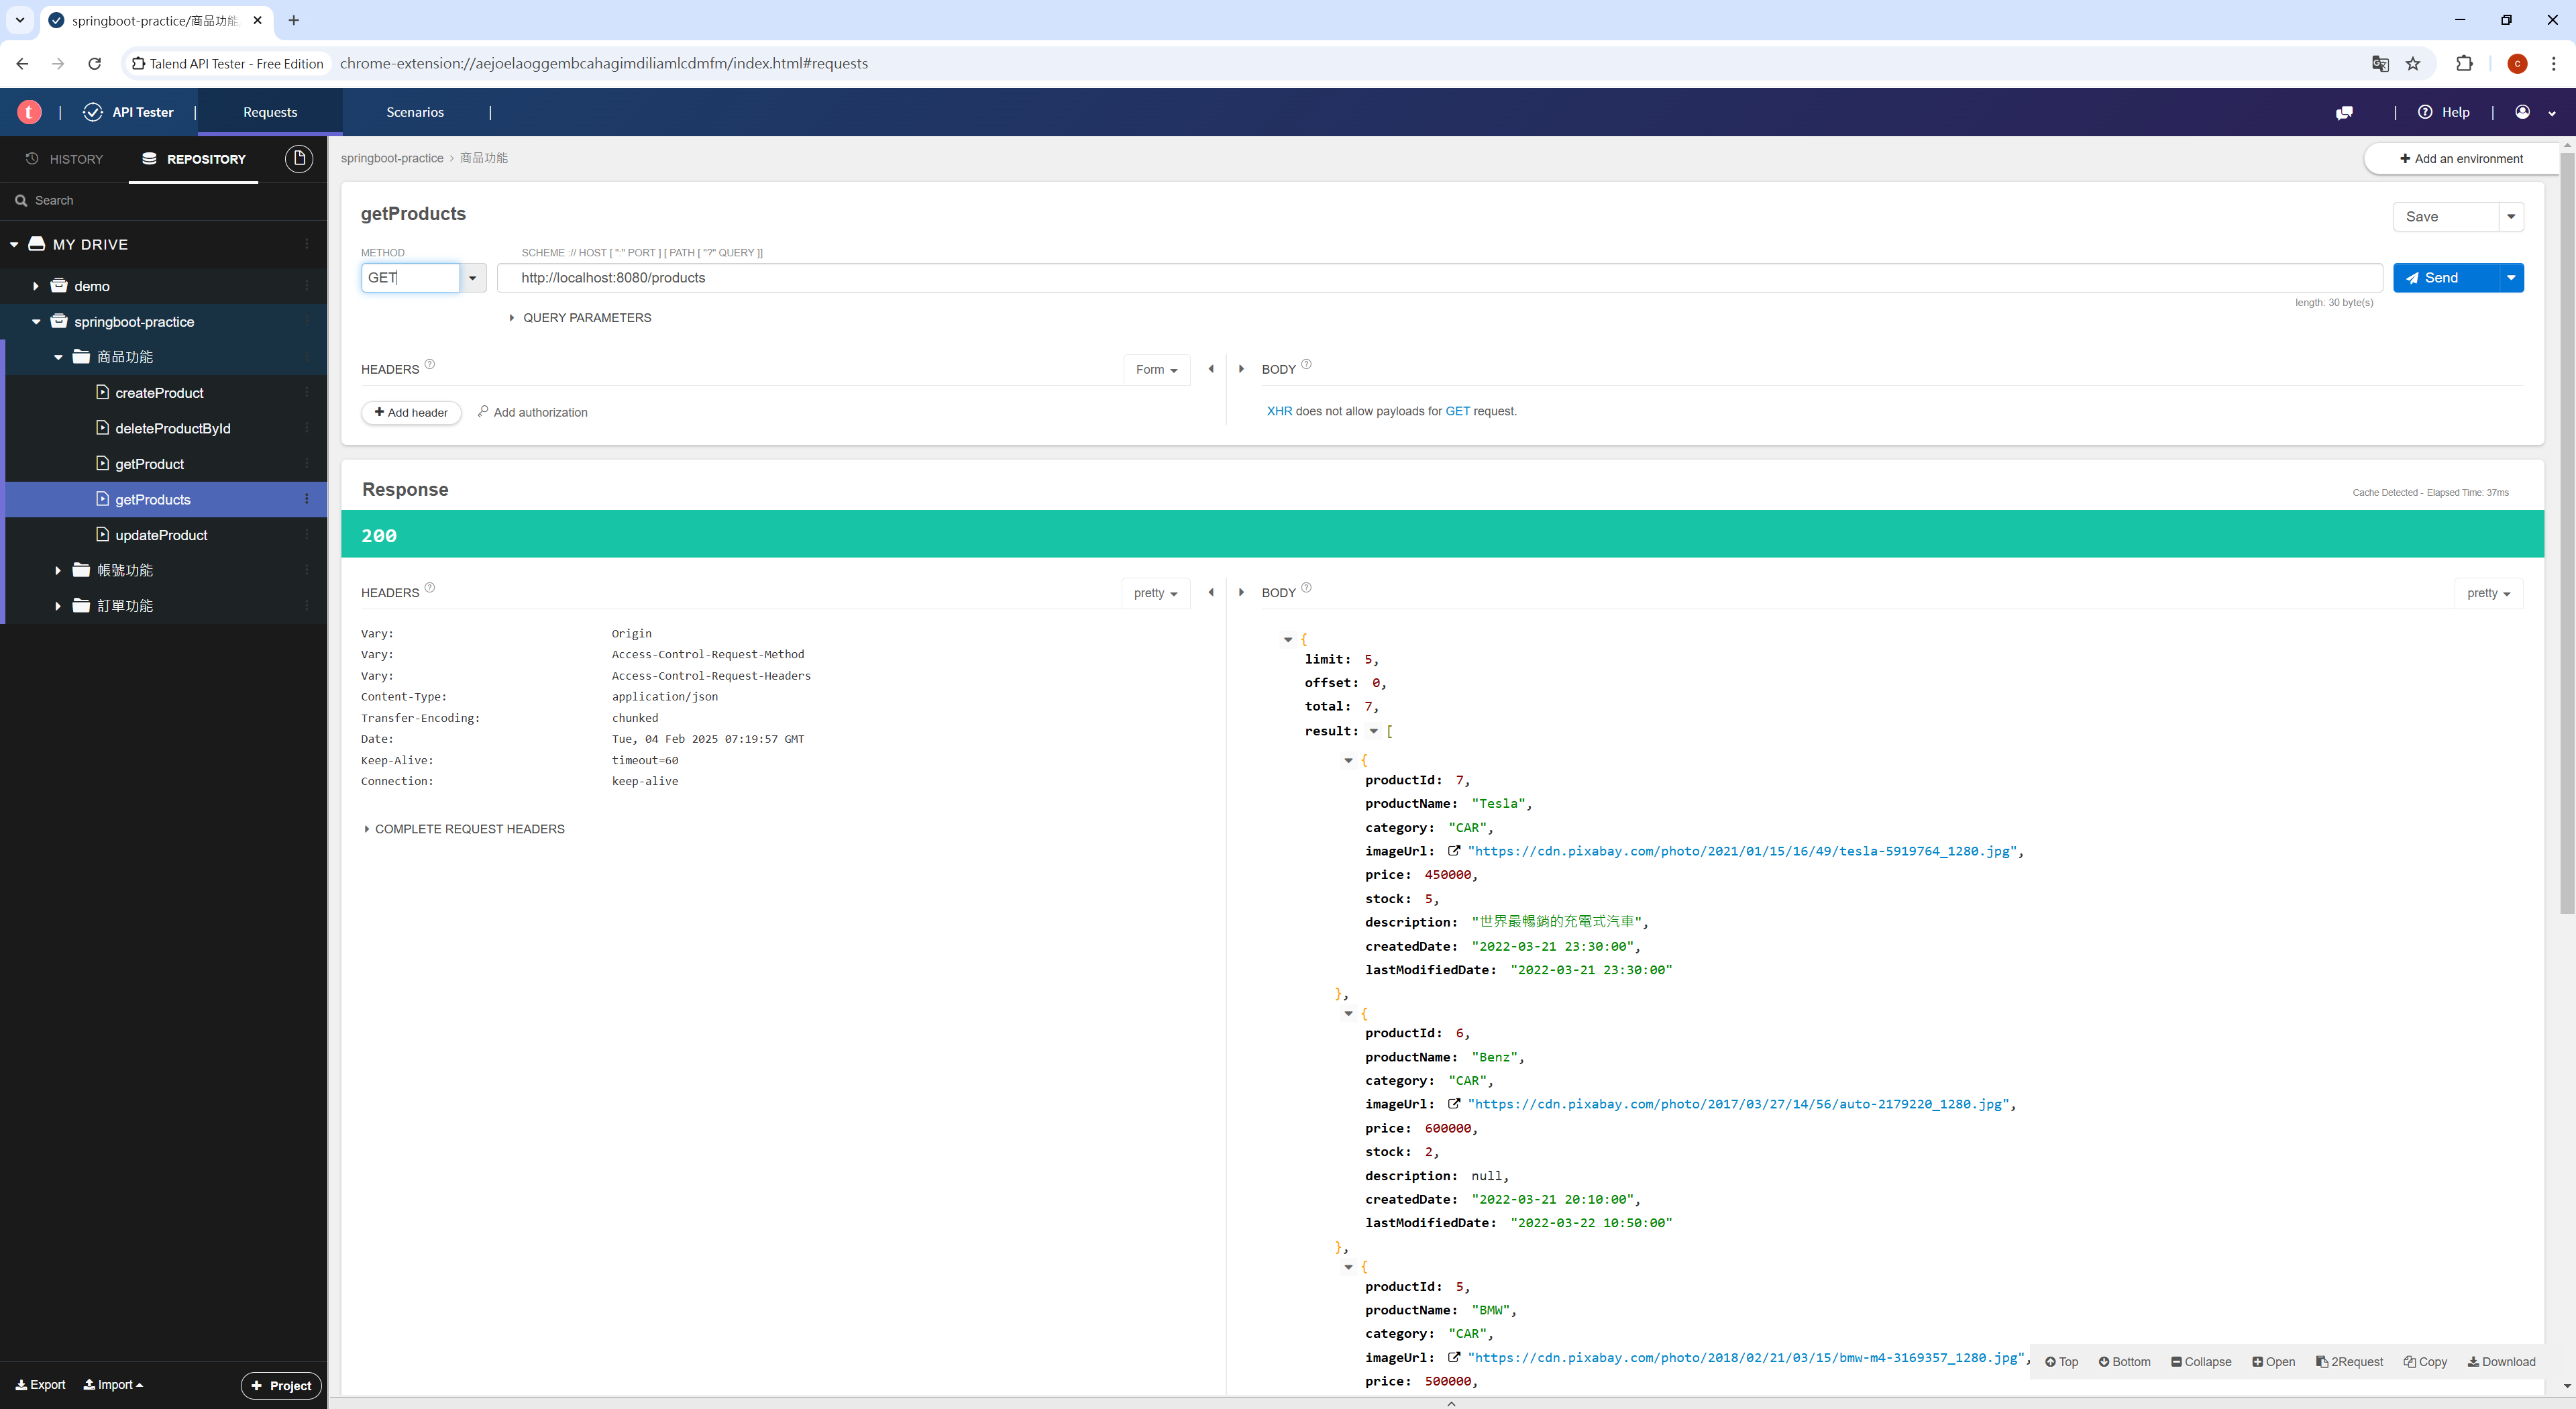 springboot-practice/商品功能
Talend API Tester - Free Edition
chrome-extension://aejoelaoggembcahagimdiliamlcdmfm/index.html#requests
c
t
API Tester
Requests
Scenarios
Help
HISTORY
REPOSITORY
Search
MY DRIVE
demo
springboot-practice
商品功能
createProduct
deleteProductById
getProduct
getProducts
updateProduct
帳號功能
訂單功能
Export
Import
+ Project
springboot-practice › 商品功能
+ Add an environment
getProducts
Save
METHOD
SCHEME :// HOST [ ":" PORT ] [ PATH [ "?" QUERY ]]
GET
http://localhost:8080/products
Send
length: 30 byte(s)
QUERY PARAMETERS
HEADERS ?
Form
BODY ?
+ Add header
Add authorization
XHR does not allow payloads for GET request.
Response
Cache Detected - Elapsed Time: 37ms
200
HEADERS ?
pretty
Vary: Origin
Vary: Access-Control-Request-Method
Vary: Access-Control-Request-Headers
Content-Type: application/json
Transfer-Encoding: chunked
Date: Tue, 04 Feb 2025 07:19:57 GMT
Keep-Alive: timeout=60
Connection: keep-alive
COMPLETE REQUEST HEADERS
BODY ?
pretty
{
limit: 5,
offset: 0,
total: 7,
result: [
{
productId: 7,
productName: "Tesla",
category: "CAR",
imageUrl: "https://cdn.pixabay.com/photo/2021/01/15/16/49/tesla-5919764_1280.jpg",
price: 450000,
stock: 5,
description: "世界最暢銷的充電式汽車",
createdDate: "2022-03-21 23:30:00",
lastModifiedDate: "2022-03-21 23:30:00"
},
{
productId: 6,
productName: "Benz",
category: "CAR",
imageUrl: "https://cdn.pixabay.com/photo/2017/03/27/14/56/auto-2179220_1280.jpg",
price: 600000,
stock: 2,
description: null,
createdDate: "2022-03-21 20:10:00",
lastModifiedDate: "2022-03-22 10:50:00"
},
{
productId: 5,
productName: "BMW",
category: "CAR",
imageUrl: "https://cdn.pixabay.com/photo/2018/02/21/03/15/bmw-m4-3169357_1280.jpg",
price: 500000,
Top
Bottom
Collapse
Open
2Request
Copy
Download